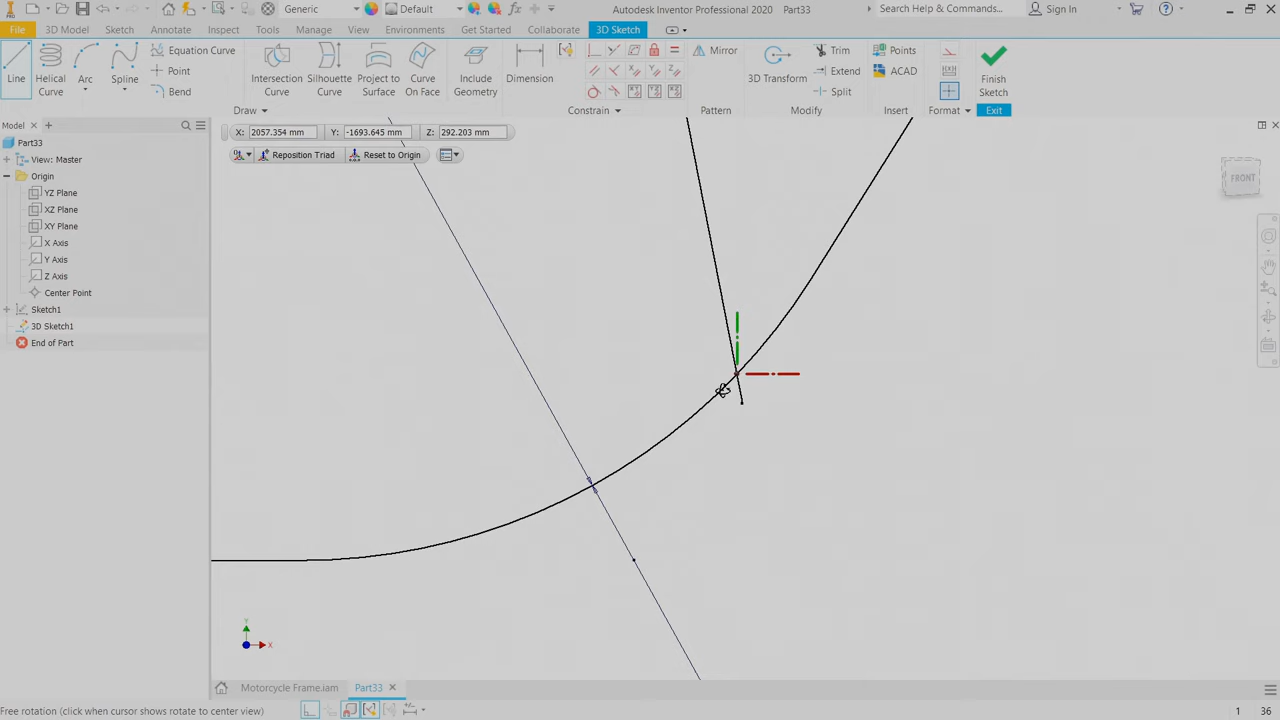 Generic
Default
Autodesk Inventor Professional 2020 Part33
Search Help & Commands...
Sign In
File
3D Model
Sketch
Annotate
Inspect
Tools
Manage
View
Environments
Get Started
Collaborate
3D Sketch
Line
Helical Curve
Arc
Spline
Equation Curve
Point
Bend
Intersection Curve
Silhouette Curve
Project to Surface
Curve On Face
Include Geometry
Dimension
Mirror
3D Transform
Trim
Extend
Split
Points
ACAD
Finish Sketch
Draw
Constrain
Pattern
Modify
Insert
Format
Exit
Model
X: 2057.354 mm Y: -1693.645 mm Z: 292.203 mm
Reposition Triad
Reset to Origin
Part33
View: Master
Origin
YZ Plane
XZ Plane
XY Plane
X Axis
Y Axis
Z Axis
Center Point
Sketch1
3D Sketch1
End of Part
FRONT
Y
X
Motorcycle Frame.iam
Part33
Free rotation (click when cursor shows rotate to center view)
1
36